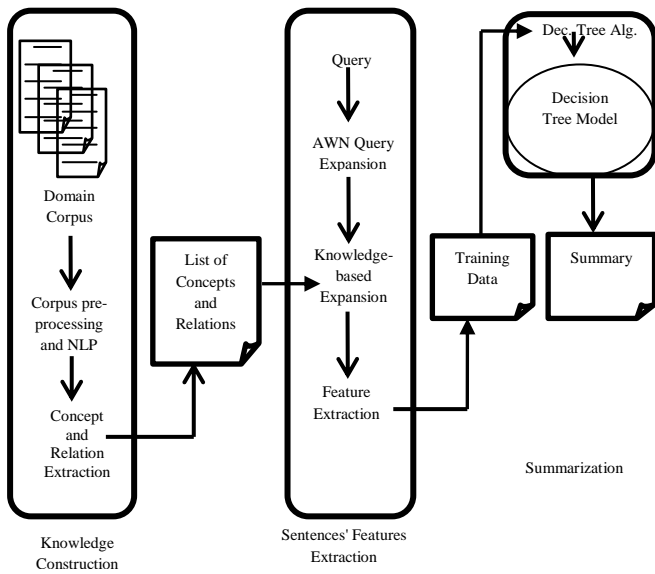 Domain
Corpus
Corpus pre-
processing
and NLP
Concept
and
Relation
Extraction
Knowledge
Construction
List of
Concepts
and
Relations
Query
AWN Query
Expansion
Knowledge-
based
Expansion
Feature
Extraction
Sentences' Features
Extraction
Training
Data
Dec. Tree Alg.
Decision
Tree Model
Summary
Summarization